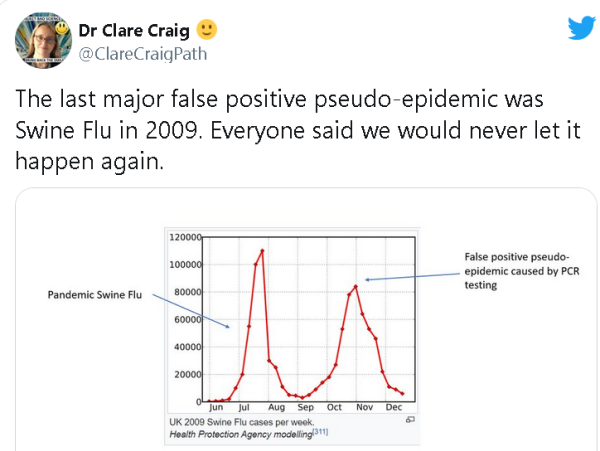 Dr Clare Craig
@ClareCraigPath
The last major false positive pseudo-epidemic was
Swine Flu in 2009. Everyone said we would never let it
happen again.
120000
100000
80000
60000
40000
20000
0
Jun Jul Aug Sep Oct Nov Dec
Pandemic Swine Flu
False positive pseudo-
epidemic caused by PCR
testing
UK 2009 Swine Flu cases per week.
Health Protection Agency modelling[311]